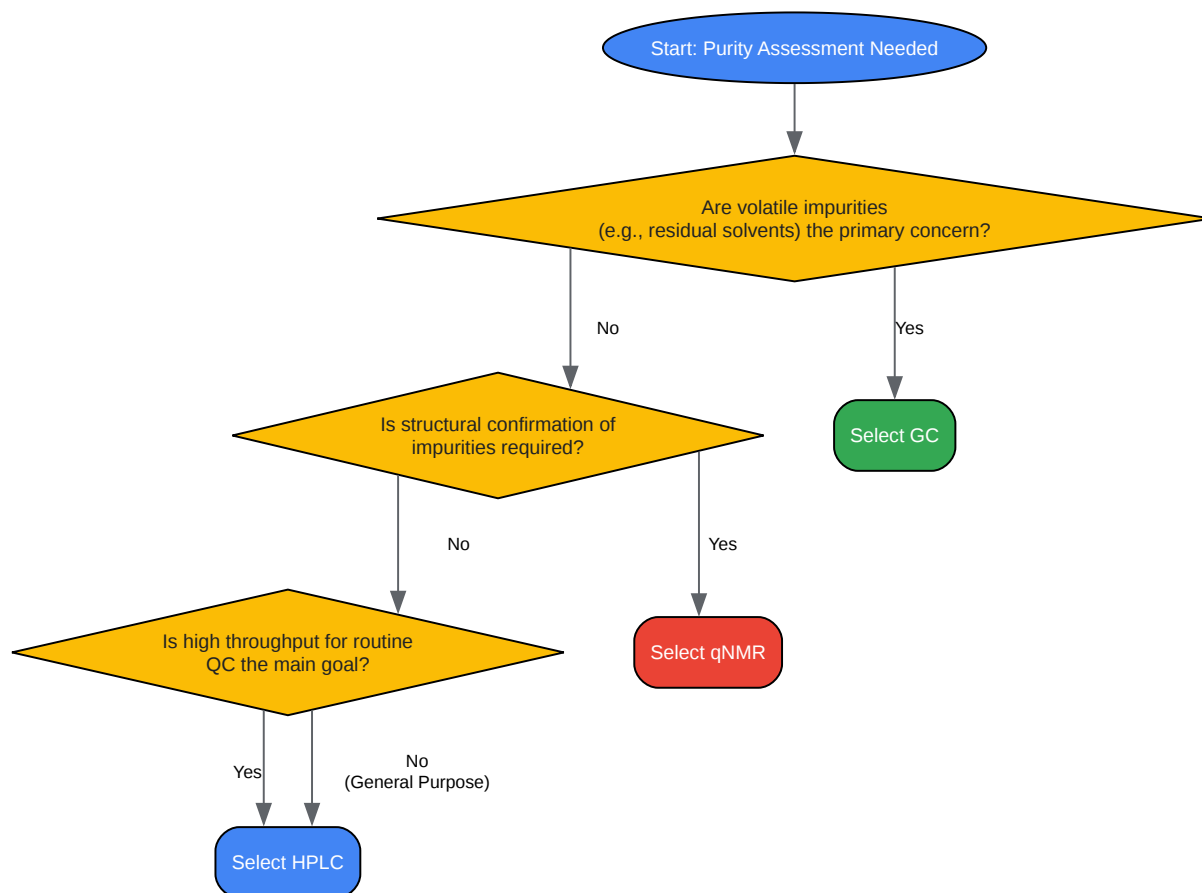 Start: Purity Assessment Needed
Are volatile impurities
(e.g., residual solvents) the primary concern?
No
Yes
Is structural confirmation of
impurities required?
Select GC
No
Yes
Is high throughput for routine
QC the main goal?
Select qNMR
Yes
No
(General Purpose)
Select HPLC